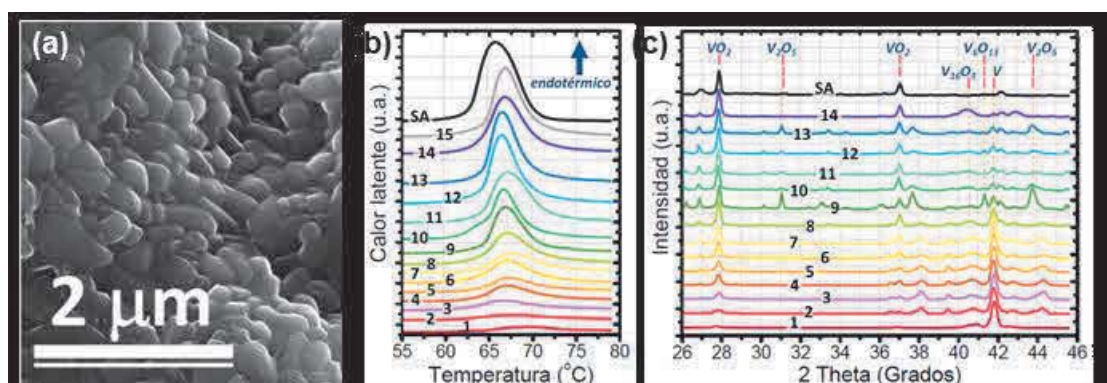 (a)
2 μm
b)
endotérmico
SA
15
14
13
12
11
10
9
8
7
6
5
4
3
2
1
Calor latente (u.a.)
55 60 65 70 75 80
Temperatura (°C)
(c)
VO₂ V₂O₅ VO₂ V₆O₁₃ V
SA
14
13
12
11
10
9
8
7
6
5
4
3
2
1
Intensidad (u.a.)
26 28 30 32 34 36 38 40 42 44 46
2 Theta (Grados)